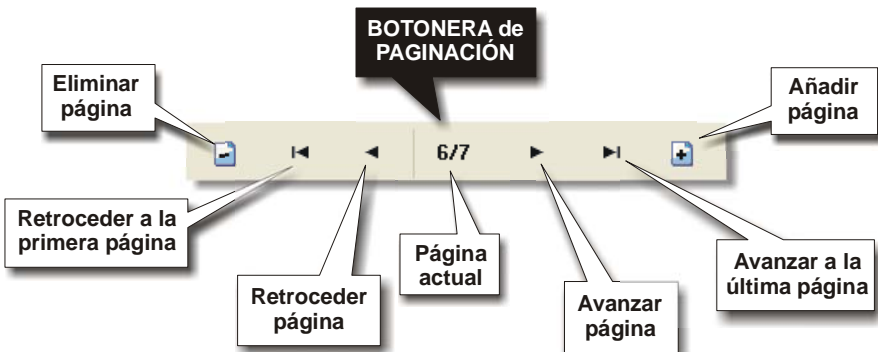 BOTONERA de
PAGINACIÓN
Eliminar
página
Añadir
página
6/7
Retroceder a la
primera página
Retroceder
página
Página
actual
Avanzar
página
Avanzar a la
última página